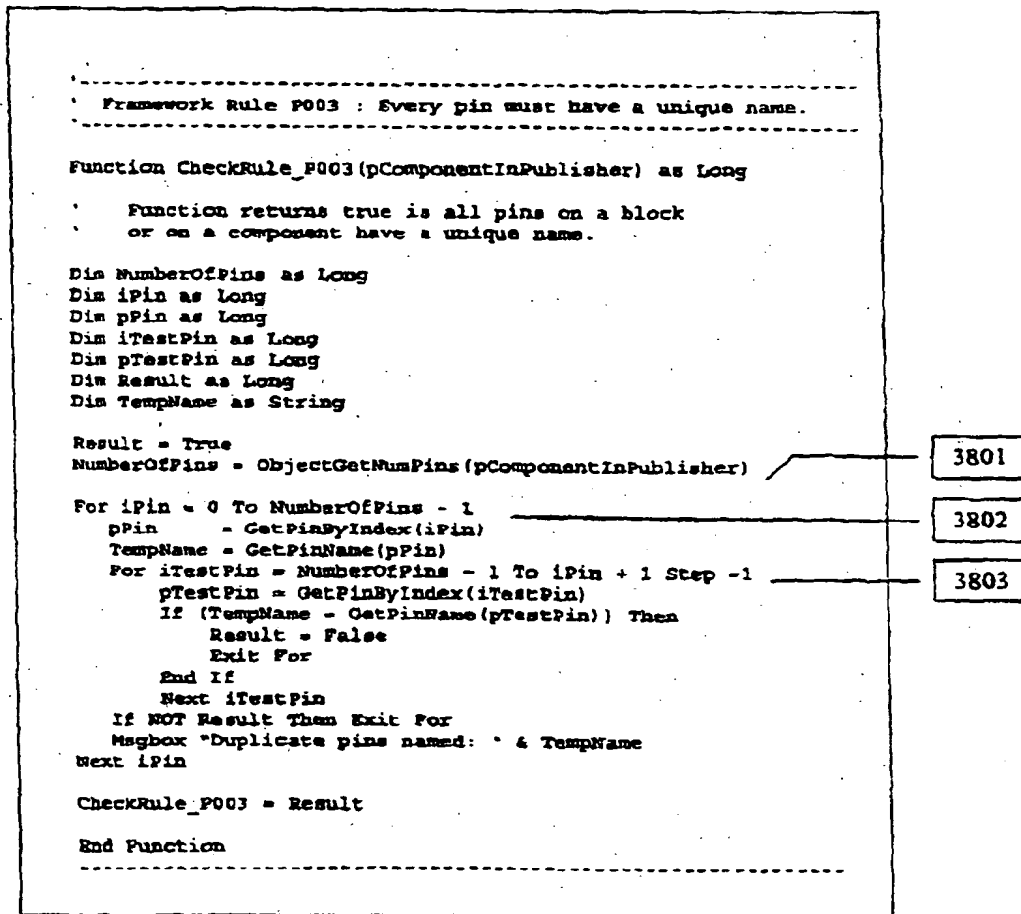 '-----------------------------------------------------------
' Framework Rule P003 : Every pin must have a unique name.
'-----------------------------------------------------------
Function CheckRule_P003(pComponentInPublisher) as Long
' Function returns true is all pins on a block
' or on a component have a unique name.
Dim NumberOfPins as Long
Dim iPin as Long
Dim pPin as Long
Dim iTestPin as Long
Dim pTestPin as Long
Dim Result as Long
Dim TempName as String
Result = True
NumberOfPins = ObjectGetNumPins(pComponentInPublisher)
3801
For iPin = 0 To NumberOfPins - 1
3802
pPin = GetPinByIndex(iPin)
TempName = GetPinName(pPin)
For iTestPin = NumberOfPins - 1 To iPin + 1 Step -1
3803
pTestPin = GetPinByIndex(iTestPin)
If (TempName = GetPinName(pTestPin)) Then
Result = False
Exit For
End If
Next iTestPin
If NOT Result Then Exit For
Msgbox "Duplicate pins named: " & TempName
Next iPin
CheckRule_P003 = Result
End Function
-----------------------------------------------------------